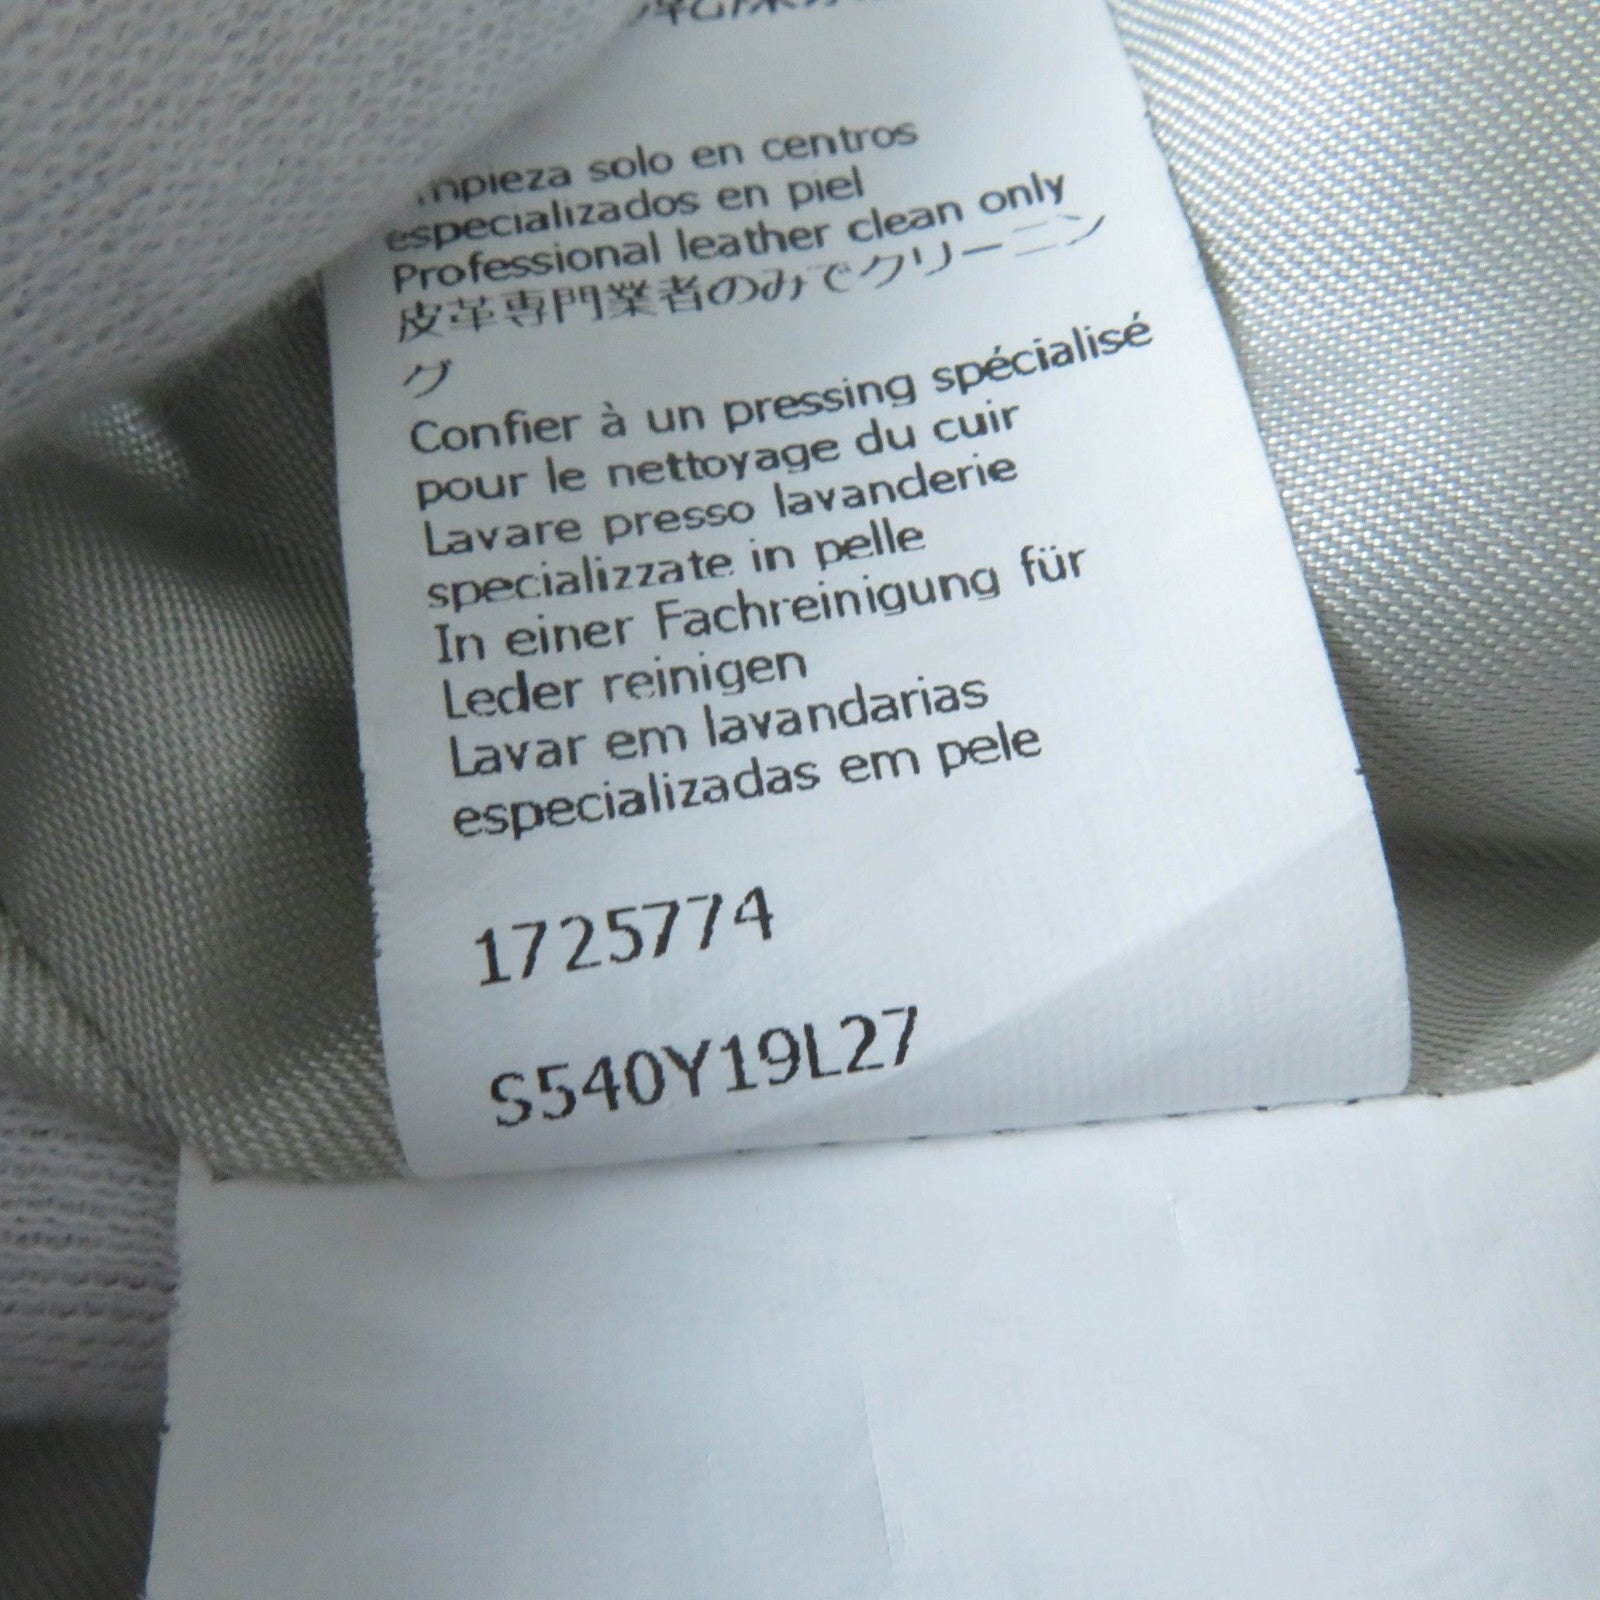 solo en centros
especializados en piel
Professional leather clean only
皮革専門業者のみでクリーニン
グ
Confier à un pressing spécialisé
pour le nettoyage du cuir
Lavare presso lavanderie
specializzate in pelle
In einer Fachreinigung für
Leder reinigen
Lavar em lavandarias
especializadas em pele
1725774
S540Y19L27